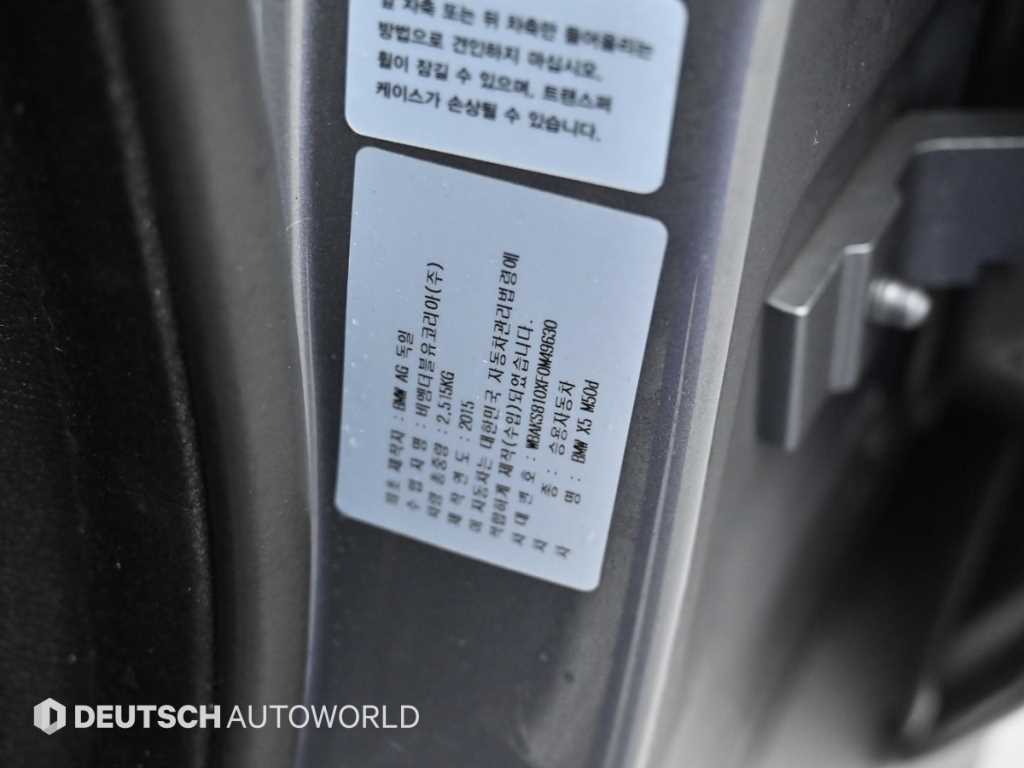 앞 차축 또는 뒤 차축만 들어올리는
방법으로 견인하지 마십시오.
휠이 잠길 수 있으며, 트랜스퍼
케이스가 손상될 수 있습니다.
최초 제작자 : BMW AG 독일
수 입 자 명 : 비엠더블유코리아(주)
차량 총중량 : 2,515KG
제 작 연 도 : 2015
이 자동차는 대한민국 자동차관리법령에
적합하게 제작(수입)되었습니다.
차 대 번 호 : WBAKS810XF0M49630
차 종 : 승용자동차
차 명 : BMW X5 M50d
DEUTSCH AUTOWORLD